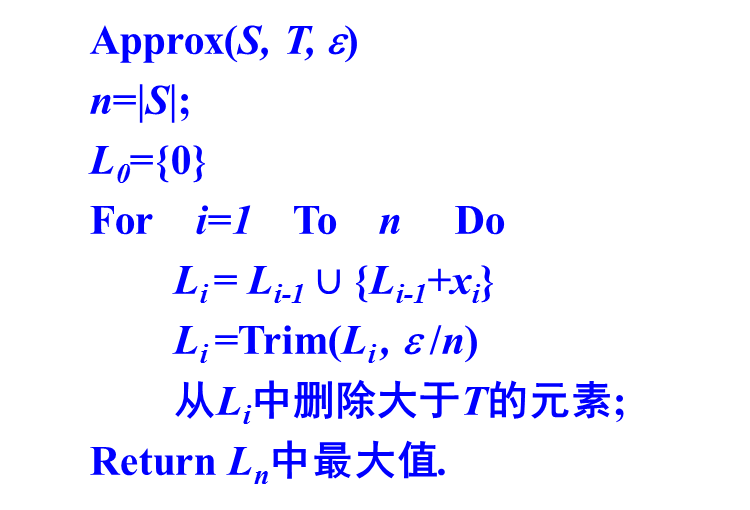 Approx(S, T, ε)
n=|S|;
L₀={0}
For i=1 To n Do
Lᵢ = Lᵢ₋₁ ∪ {Lᵢ₋₁+xᵢ}
Lᵢ =Trim(Lᵢ , ε /n)
从Lᵢ中删除大于T的元素;
Return Lₙ中最大值.